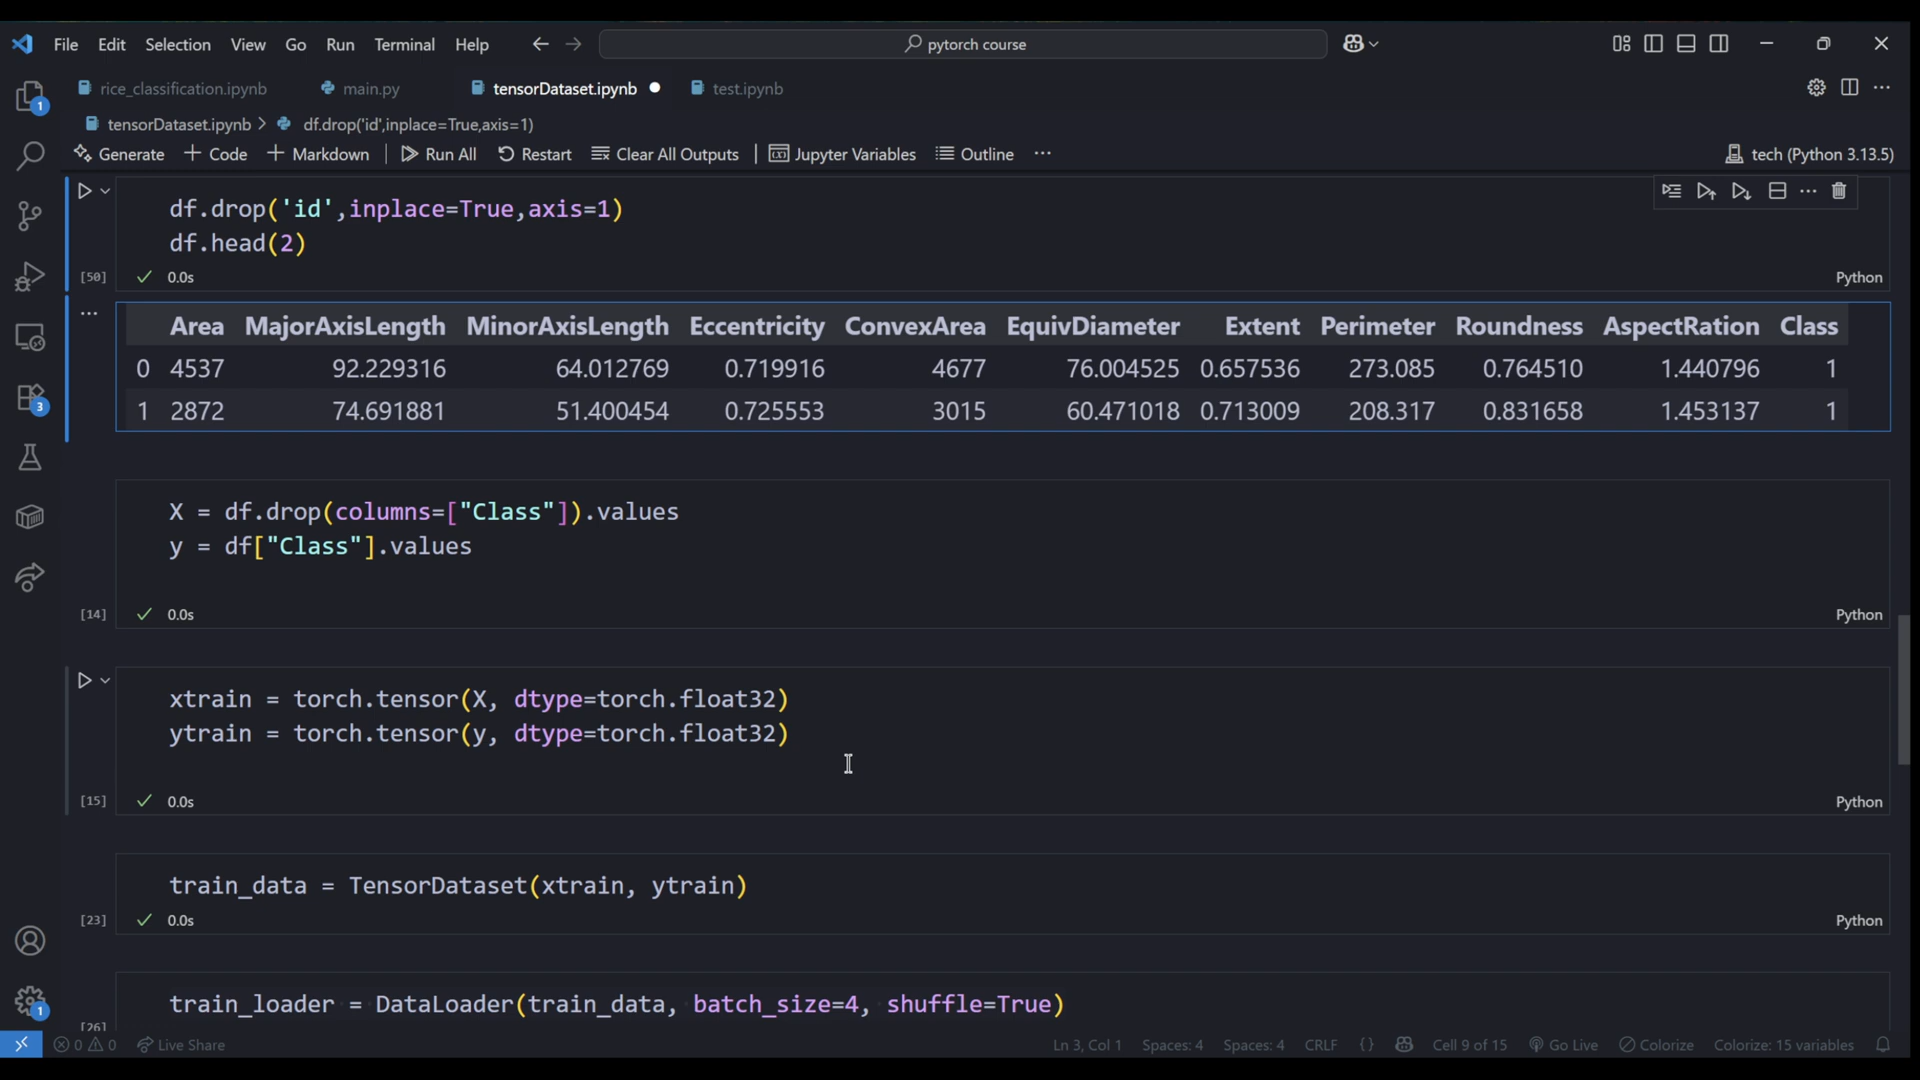 File Edit Selection View Go Run Terminal Help pytorch course
rice_classification.ipynb main.py tensorDataset.ipynb test.ipynb
tensorDataset.ipynb > df.drop('id',inplace=True,axis=1)
Generate + Code + Markdown Run All Restart Clear All Outputs Jupyter Variables Outline ... tech (Python 3.13.5)
df.drop('id',inplace=True,axis=1)
df.head(2)
[50] 0.0s Python
Area MajorAxisLength MinorAxisLength Eccentricity ConvexArea EquivDiameter Extent Perimeter Roundness AspectRation Class
0 4537 92.229316 64.012769 0.719916 4677 76.004525 0.657536 273.085 0.764510 1.440796 1
1 2872 74.691881 51.400454 0.725553 3015 60.471018 0.713009 208.317 0.831658 1.453137 1
X = df.drop(columns=["Class"]).values
y = df["Class"].values
[14] 0.0s Python
xtrain = torch.tensor(X, dtype=torch.float32)
ytrain = torch.tensor(y, dtype=torch.float32)
[15] 0.0s Python
train_data = TensorDataset(xtrain, ytrain)
[23] 0.0s Python
train_loader = DataLoader(train_data, batch_size=4, shuffle=True)
[26]
0 0 Live Share Ln 3, Col 1 Spaces: 4 Spaces: 4 CRLF {} Cell 9 of 15 Go Live Colorize Colorize: 15 variables
1
3
1